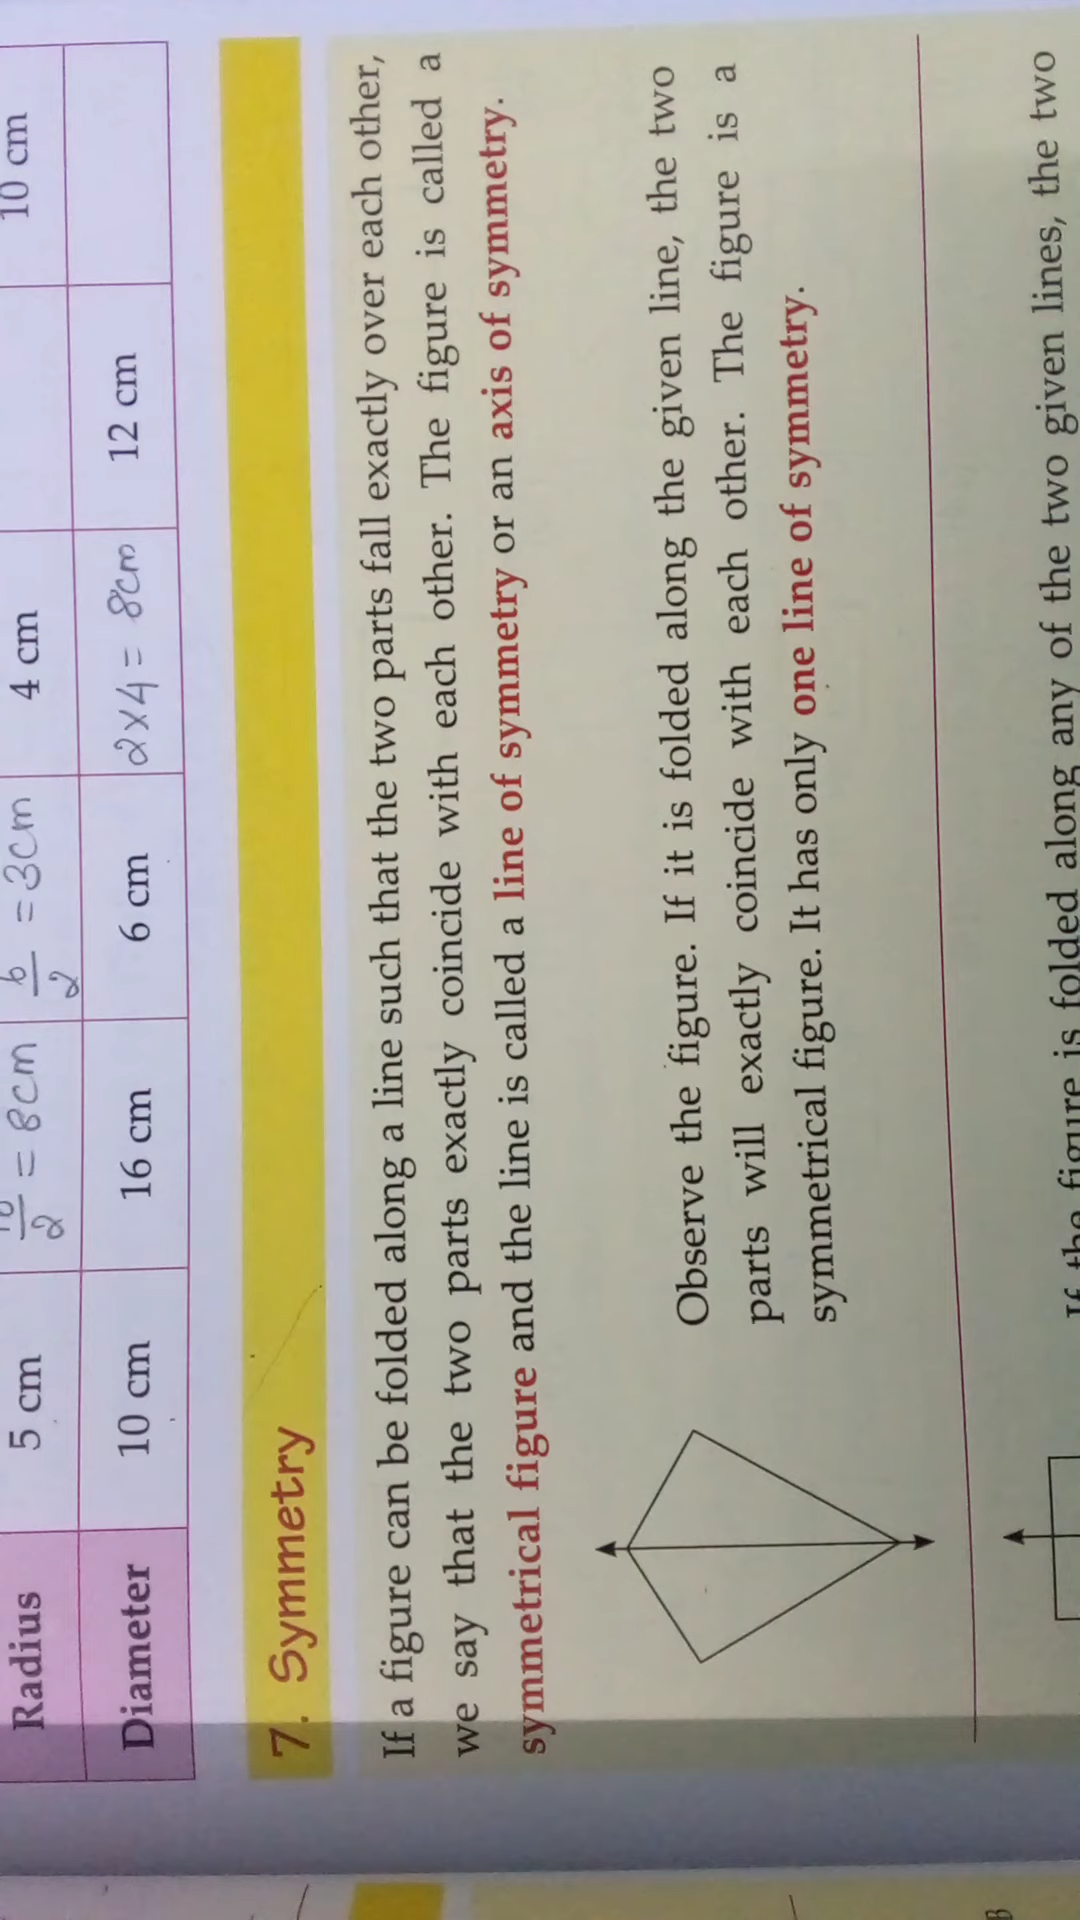 Radius 5 cm 2 = 8cm 6/2 = 3cm 4 cm 10 cm
Diameter 10 cm 16 cm 6 cm 2×4 = 8cm 12 cm
7. Symmetry
If a figure can be folded along a line such that the two parts fall exactly over each other,
we say that the two parts exactly coincide with each other. The figure is called a
symmetrical figure and the line is called a line of symmetry or an axis of symmetry.
Observe the figure. If it is folded along the given line, the two
parts will exactly coincide with each other. The figure is a
symmetrical figure. It has only one line of symmetry.
If the figure is folded along any of the two given lines, the two